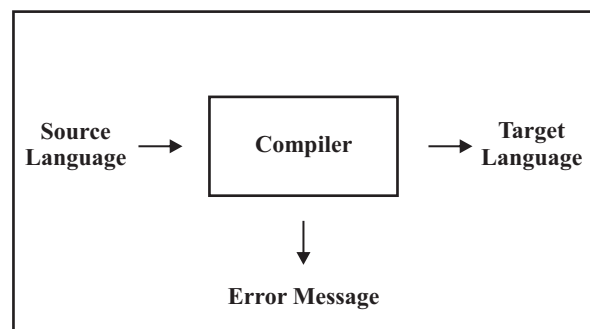 Source
Language
Compiler
Target
Language
Error Message